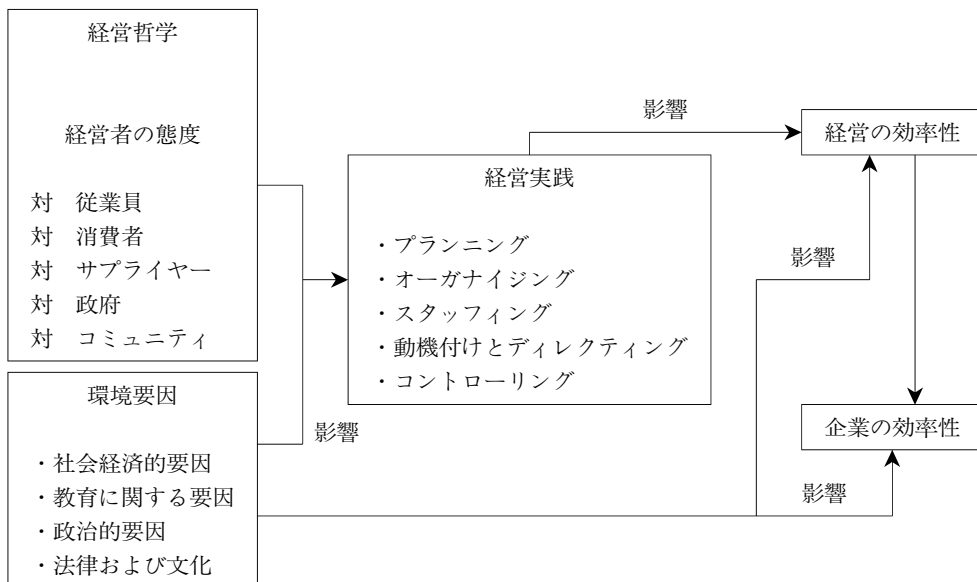 経営哲学
経営者の態度
対　従業員
対　消費者
対　サプライヤー
対　政府
対　コミュニティ
環境要因
・社会経済的要因
・教育に関する要因
・政治的要因
・法律および文化
影響
経営実践
・プランニング
・オーガナイジング
・スタッフィング
・動機付けとディレクティング
・コントローリング
影響
経営の効率性
影響
企業の効率性
影響